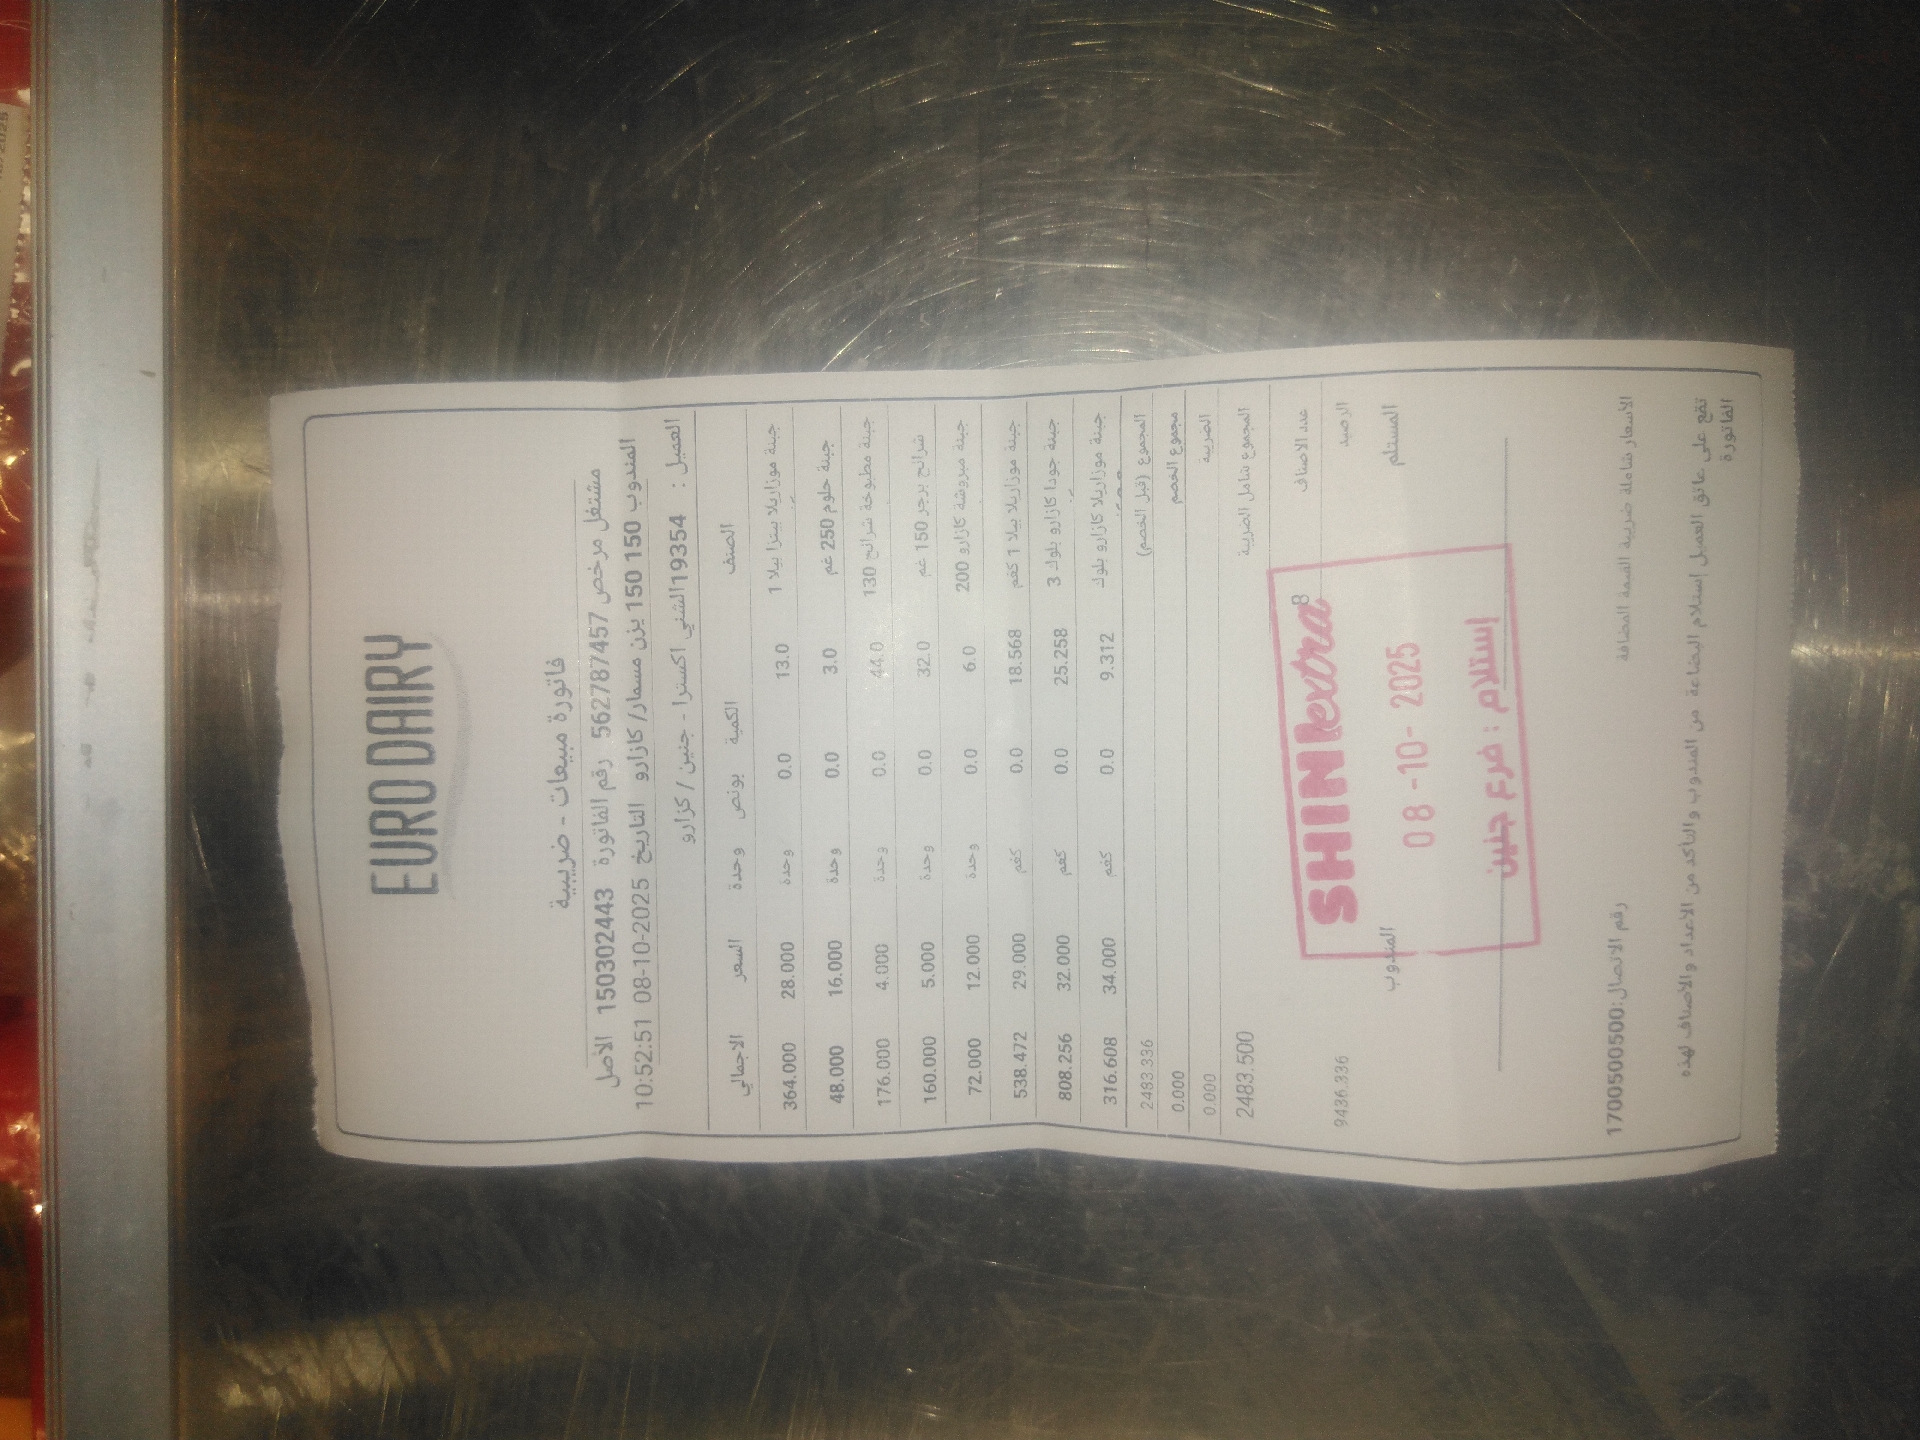 EURO DAIRY
فاتورة مبيعات - ضريبية
مشتغل مرخص 562787457 رقم الفاتورة 150302443 الأصل
المندوب 150 150 يزن مسمار/ كازارو التاريخ 08-10-2025 10:52:51
العميل : 19354الشني اكسترا - جنين / كزارو
الصنف الكمية بونص وحدة السعر الاجمالي
جبنة موزاريلا بيتزا بيلا 1 13.0 0.0 وحدة 28.000 364.000
جبنة حلوم 250 غم 3.0 0.0 وحدة 16.000 48.000
جبنة مطبوخة شرائح 130 44.0 0.0 وحدة 4.000 176.000
شرائح برجر 150 غم 32.0 0.0 وحدة 5.000 160.000
جبنة مبروشة كازارو 200 6.0 0.0 وحدة 12.000 72.000
جبنة موزاريلا بيلا 1 كغم 18.568 0.0 كغم 29.000 538.472
جبنة جودا كازارو بلوك 3 25.258 0.0 كغم 32.000 808.256
جبنة موزاريلا كازارو بلوك 9.312 0.0 كغم 34.000 316.608
المجموع (قبل الخصم) 2483.336
مجموع الخصم 0.000
الضريبة 0.000
المجموع شامل الضريبة 2483.500
عدد الاصناف 8
الرصيد 9436.336
المستلم المندوب
SHINI extra
08 -10- 2025
إستلام : فرع جنين
الأسعار شاملة ضريبة القيمة المضافة رقم الاتصال:1700500500
تقع على عاتق العميل إستلام البضاعة من المندوب والتأكد من الأعداد والأصناف لهذه
الفاتورة